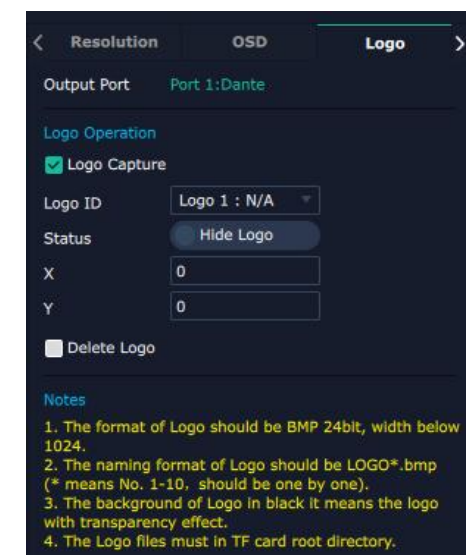 Resolution OSD Logo
Output Port Port 1:Dante
Logo Operation
Logo Capture
Logo ID Logo 1 : N/A
Status Hide Logo
X 0
Y 0
Delete Logo
Notes
1. The format of Logo should be BMP 24bit, width below
1024.
2. The naming format of Logo should be LOGO*.bmp
(* means No. 1-10, should be one by one).
3. The background of Logo in black it means the logo
with transparency effect.
4. The Logo files must in TF card root directory.